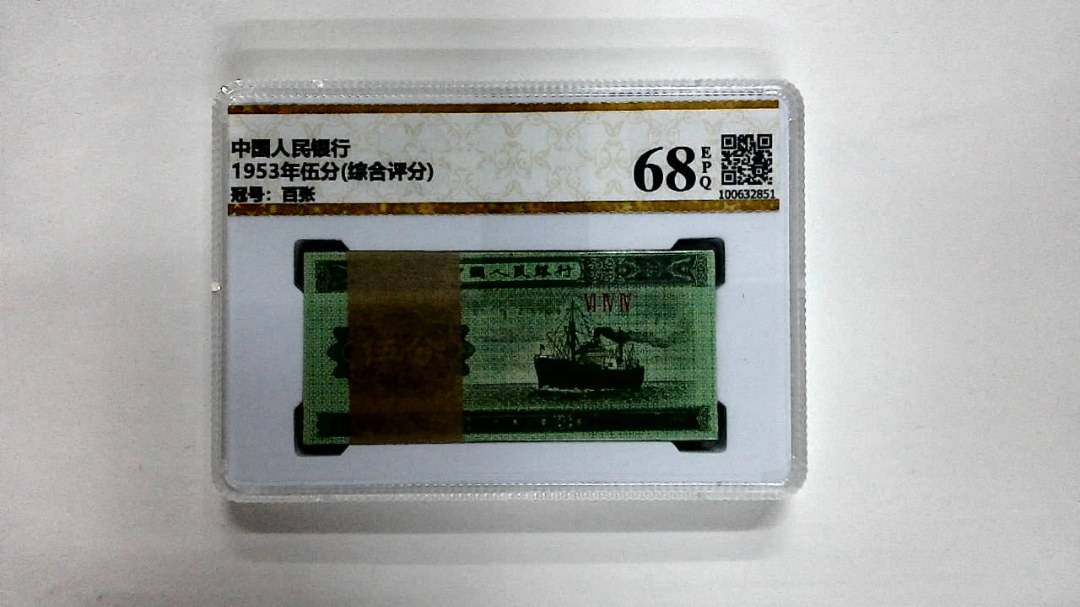 中国人民银行
1953年伍分(综合评分)
冠号：百张
68
EPQ
100632851
国人民银行
VI IV IV
伍分